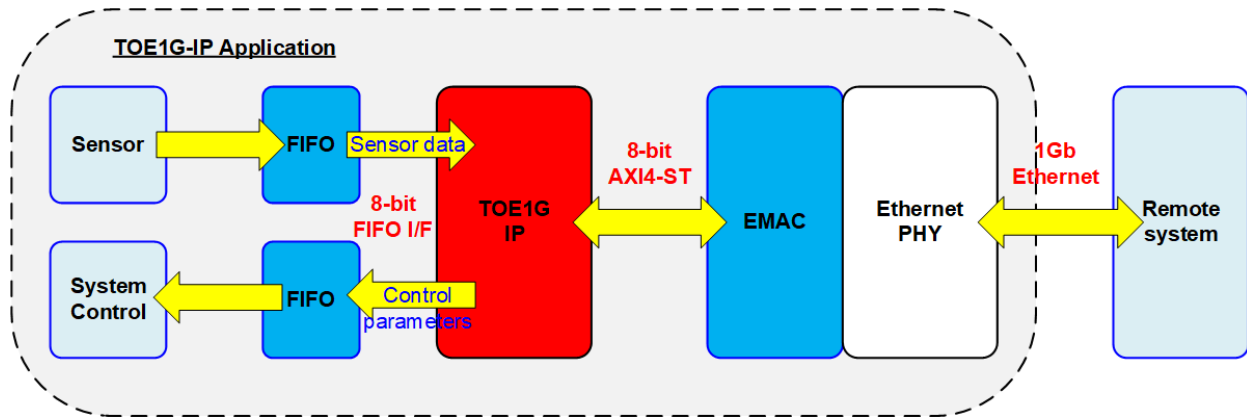 TOE1G-IP Application
Sensor
FIFO
Sensor data
8-bit
FIFO I/F
TOE1G
IP
8-bit
AXI4-ST
EMAC
Ethernet
PHY
1Gb
Ethernet
Remote
system
System
Control
FIFO
Control
parameters